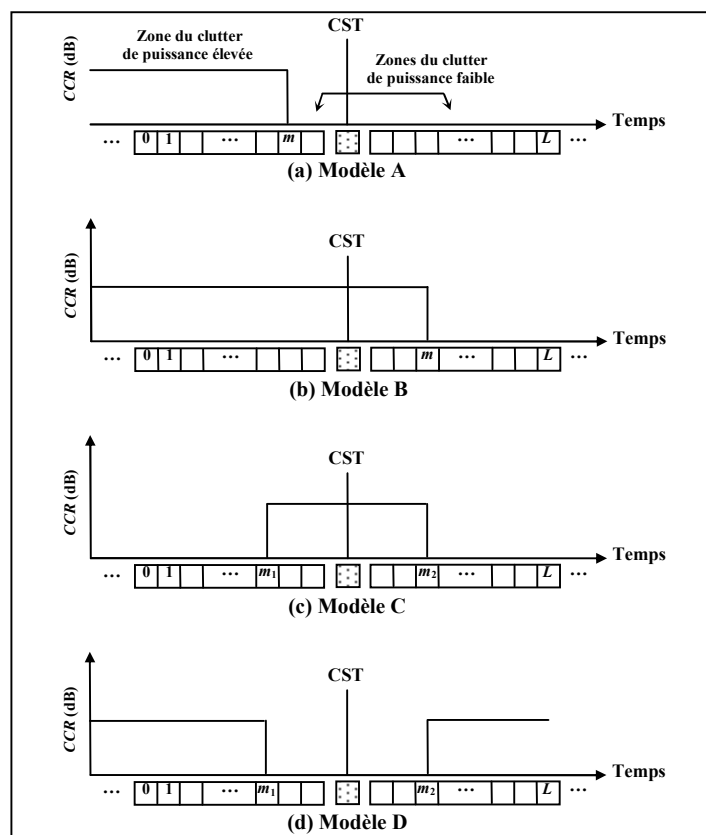 CST
Zone du clutter
de puissance élevée
Zones du clutter
de puissance faible
CCR (dB)
Temps
... 0 1 ... m ... L ...
(a) Modèle A
CST
CCR (dB)
Temps
... 0 1 ... m ... L ...
(b) Modèle B
CST
CCR (dB)
Temps
... 0 1 ... m1 m2 ... L ...
(c) Modèle C
CST
CCR (dB)
Temps
... 0 1 ... m1 m2 ... L ...
(d) Modèle D